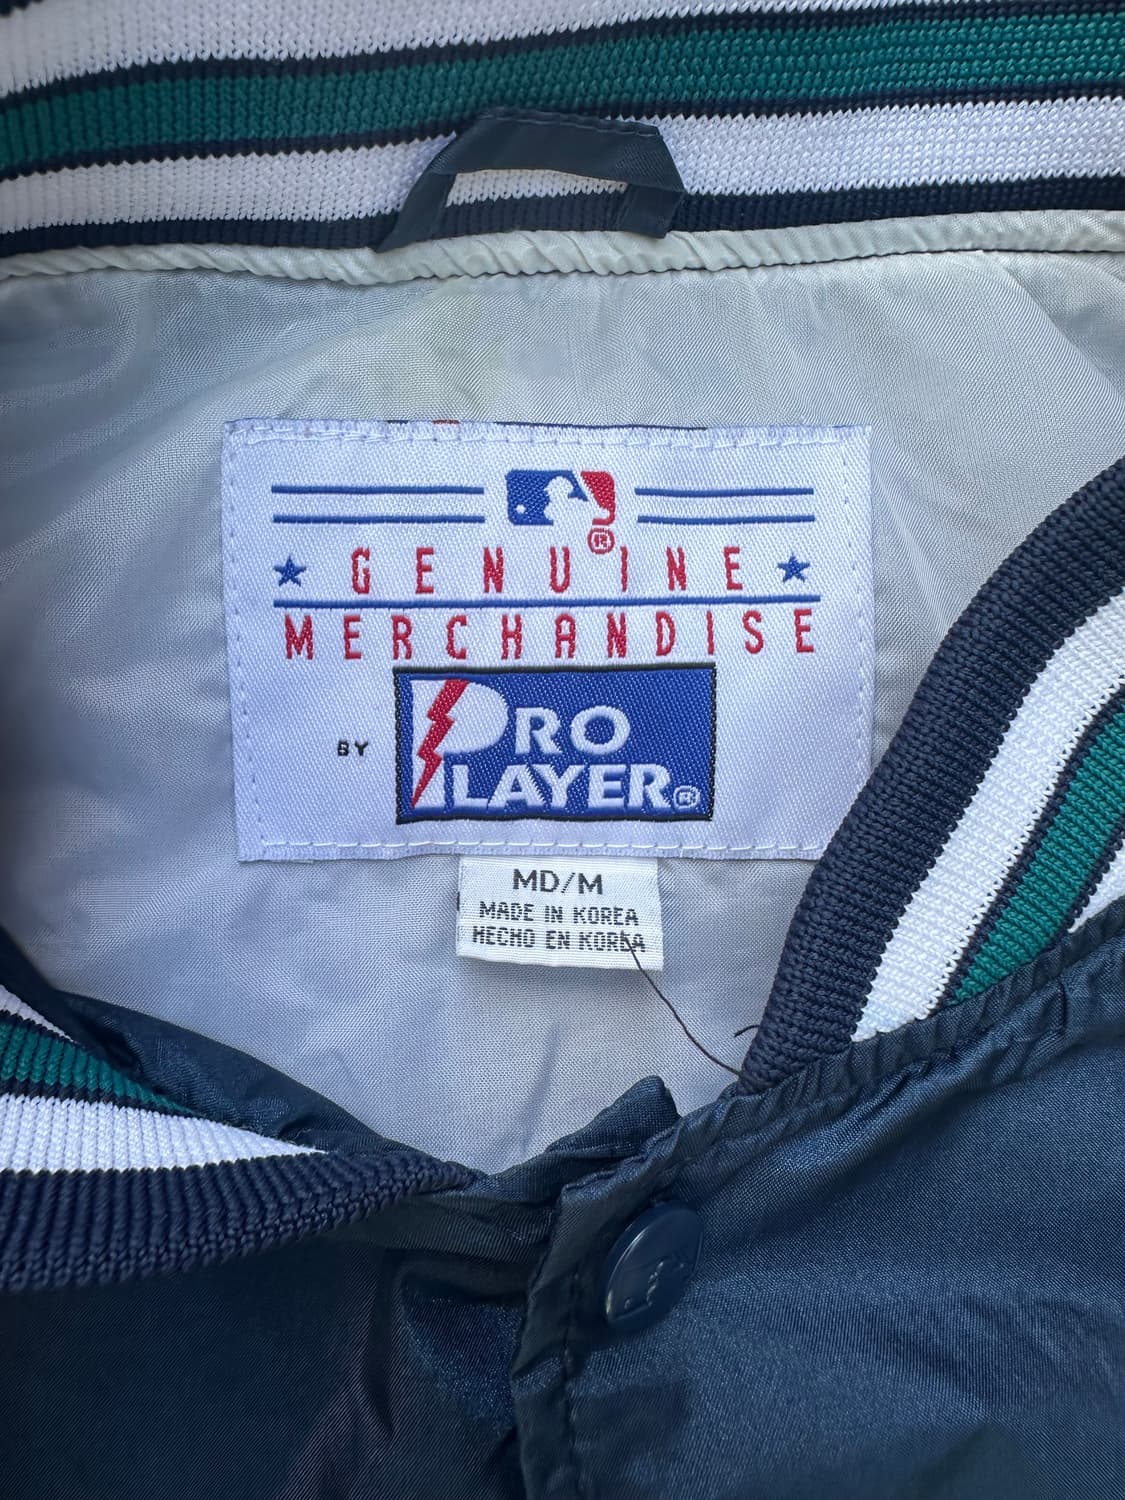 ®
GENUINE
MERCHANDISE
BY
PRO
PLAYER®
MD/M
MADE IN KOREA
HECHO EN KOREA